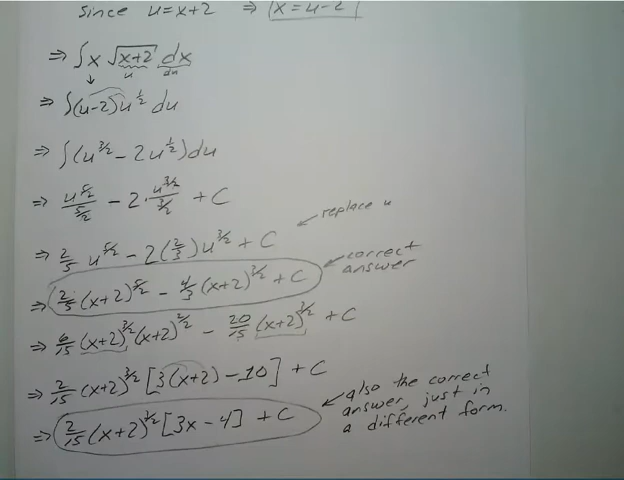 since u=x+2 ⇒ x=u-2
⇒ ∫x √(x+2) dx
u du
⇒ ∫(u-2)u^(1/2) du
⇒ ∫(u^(3/2) - 2u^(1/2))du
⇒ u^(5/2)/(5/2) - 2·u^(3/2)/(3/2) + C
replace u
⇒ 2/5 u^(5/2) - 2(2/3)u^(3/2) + C
correct
answer
⇒ 2/5 (x+2)^(5/2) - 4/3 (x+2)^(3/2) + C
⇒ 6/15 (x+2)^(3/2)(x+2)^(2/2) - 20/15 (x+2)^(3/2) + C
⇒ 2/15 (x+2)^(3/2) [3(x+2)-10] + C
also the correct
answer, just in
a different form.
⇒ 2/15 (x+2)^(3/2) [3x-4] + C